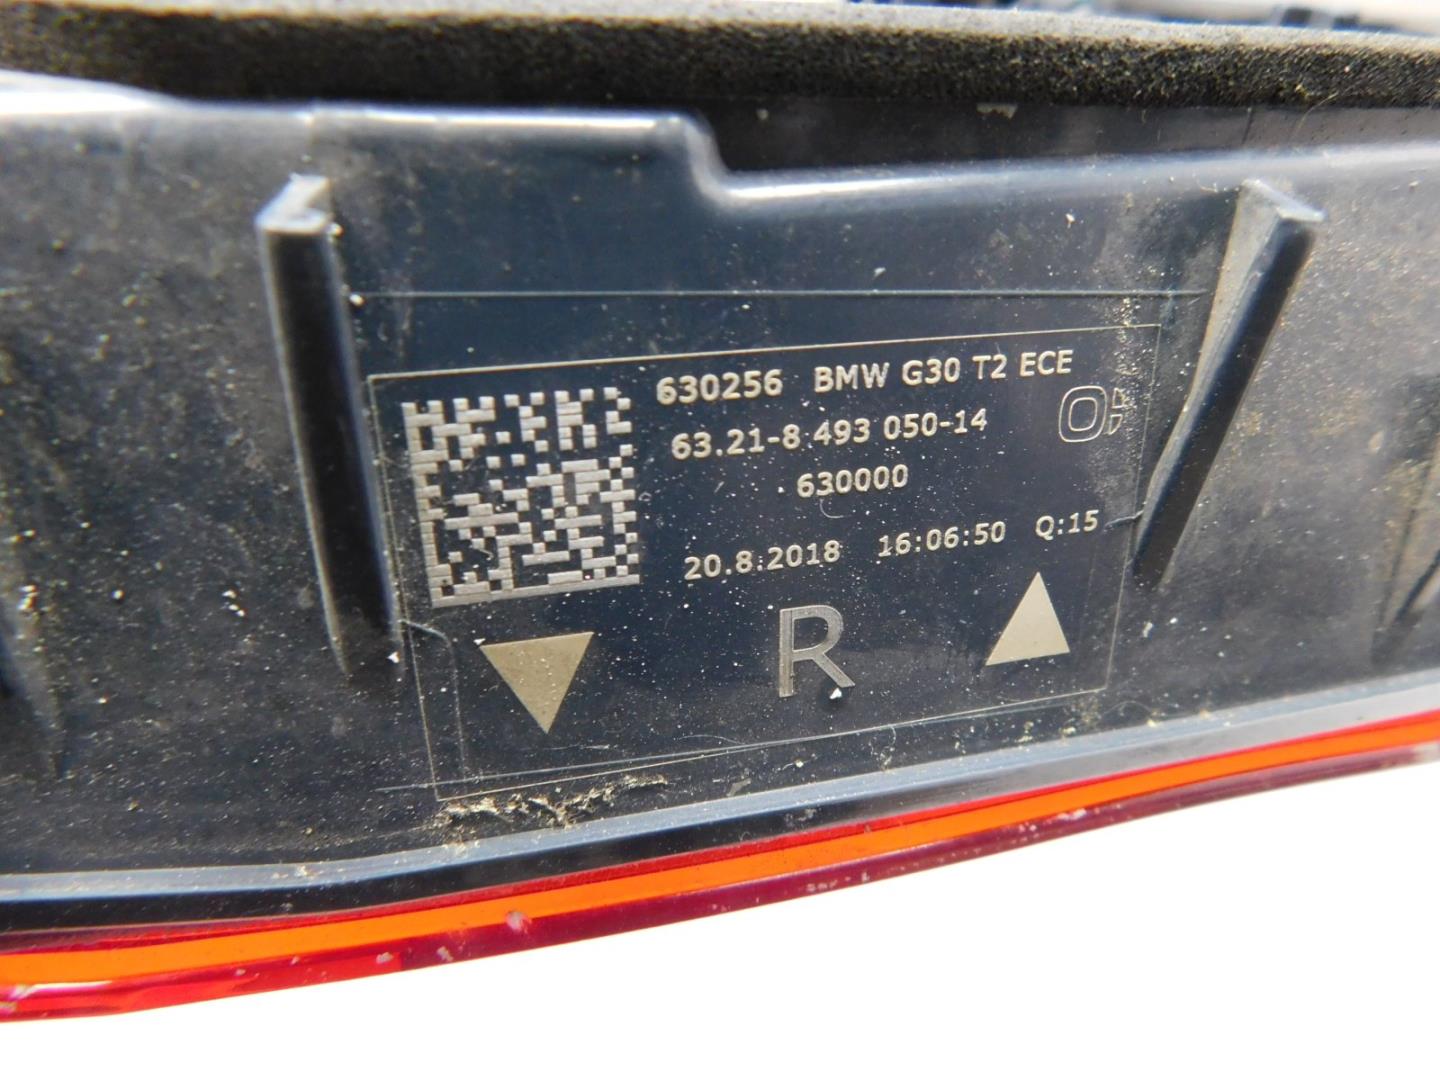 630256 BMW G30 T2 ECE
63.21-8 493 050-14
630000
20.8.2018 16:06:50 Q:15
R